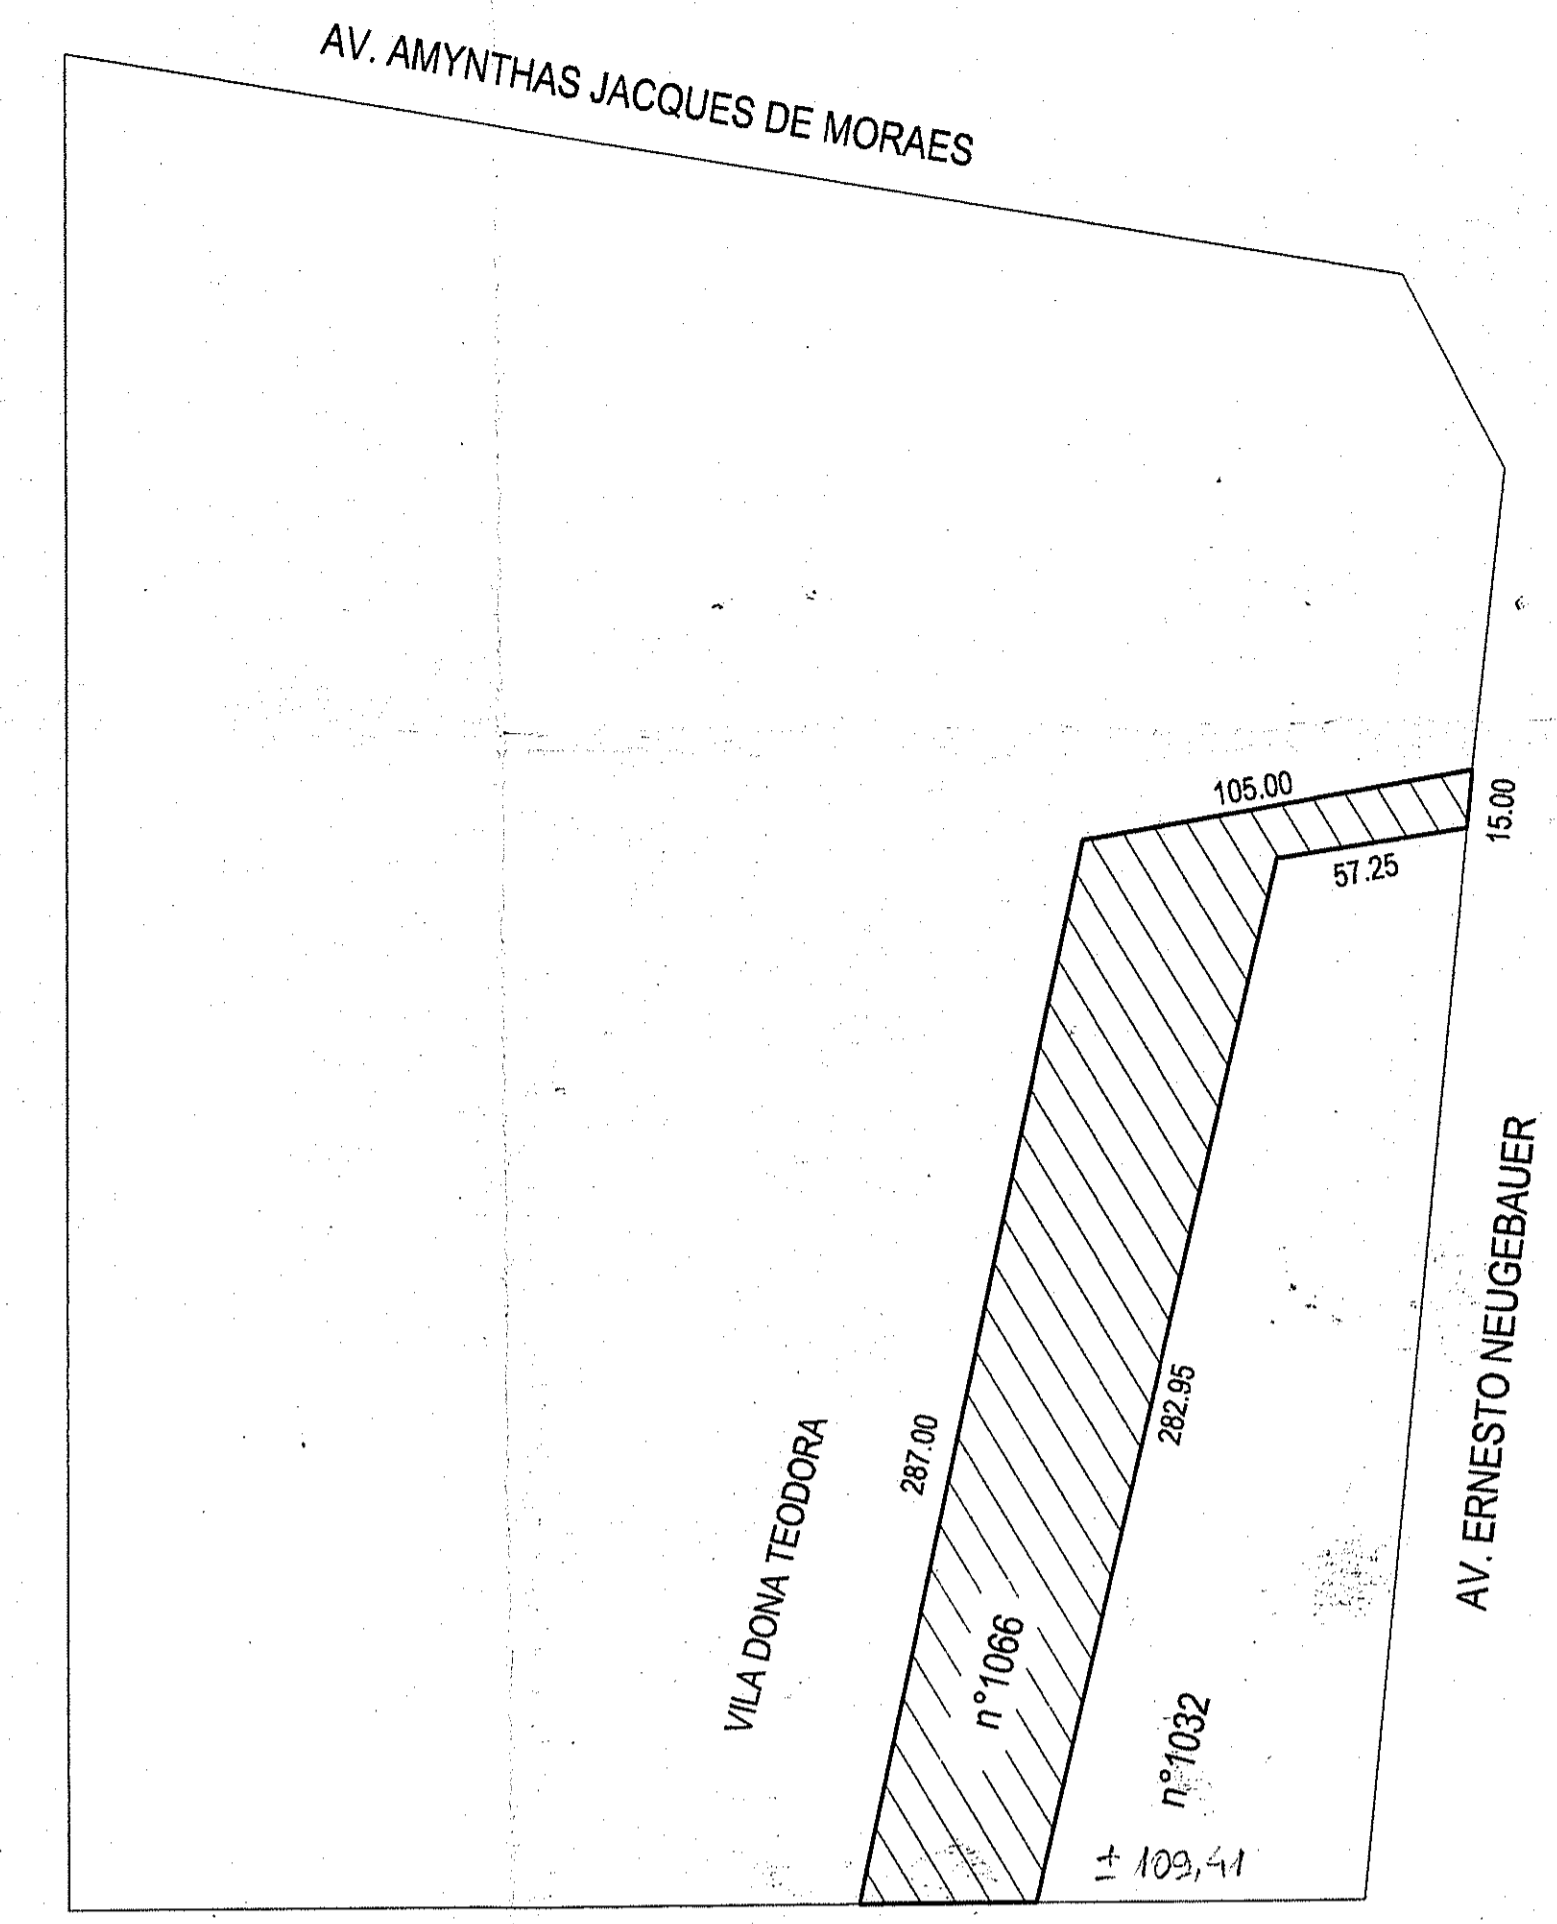 AV. AMYNTHAS JACQUES DE MORAES
105.00
15.00
57.25
AV. ERNESTO NEUGEBAUER
282.95
287.00
VILA DONA TEODORA
n°1066
n°1032
± 109,41